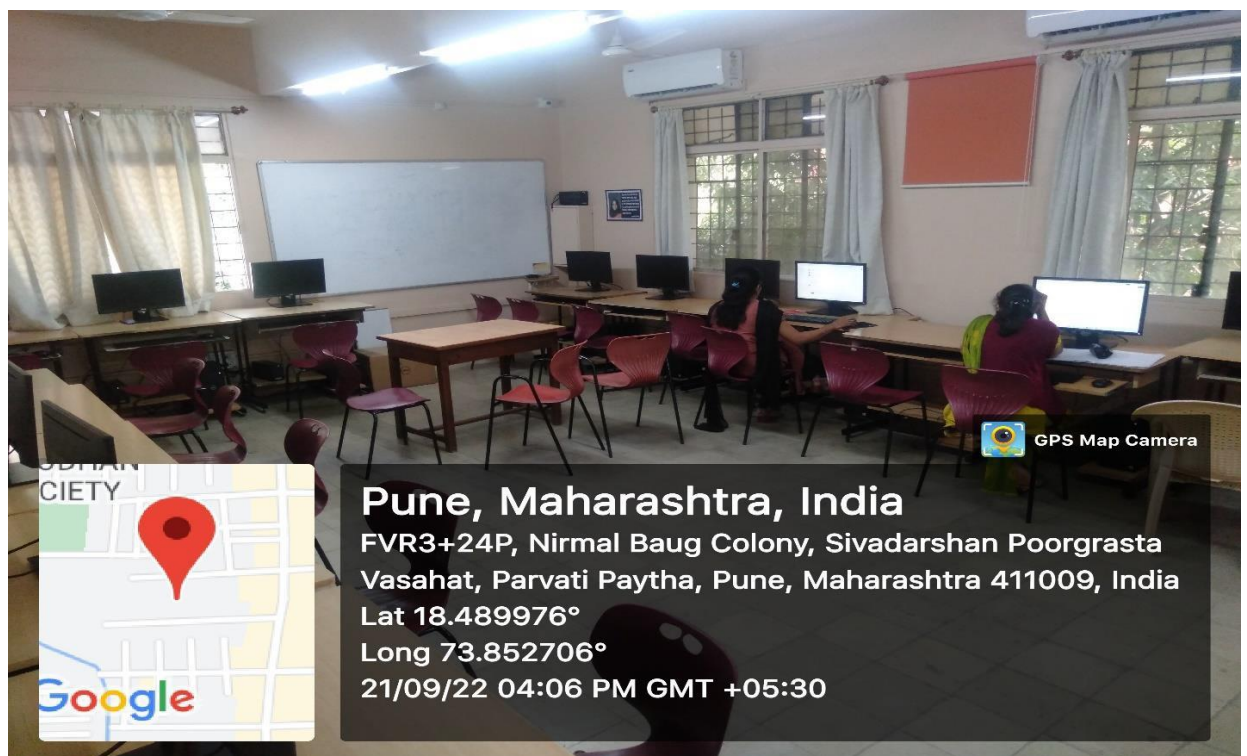 GPS Map Camera
CIETY
Google
Pune, Maharashtra, India
FVR3+24P, Nirmal Baug Colony, Sivadarshan Poorgrasta
Vasahat, Parvati Paytha, Pune, Maharashtra 411009, India
Lat 18.489976°
Long 73.852706°
21/09/22 04:06 PM GMT +05:30